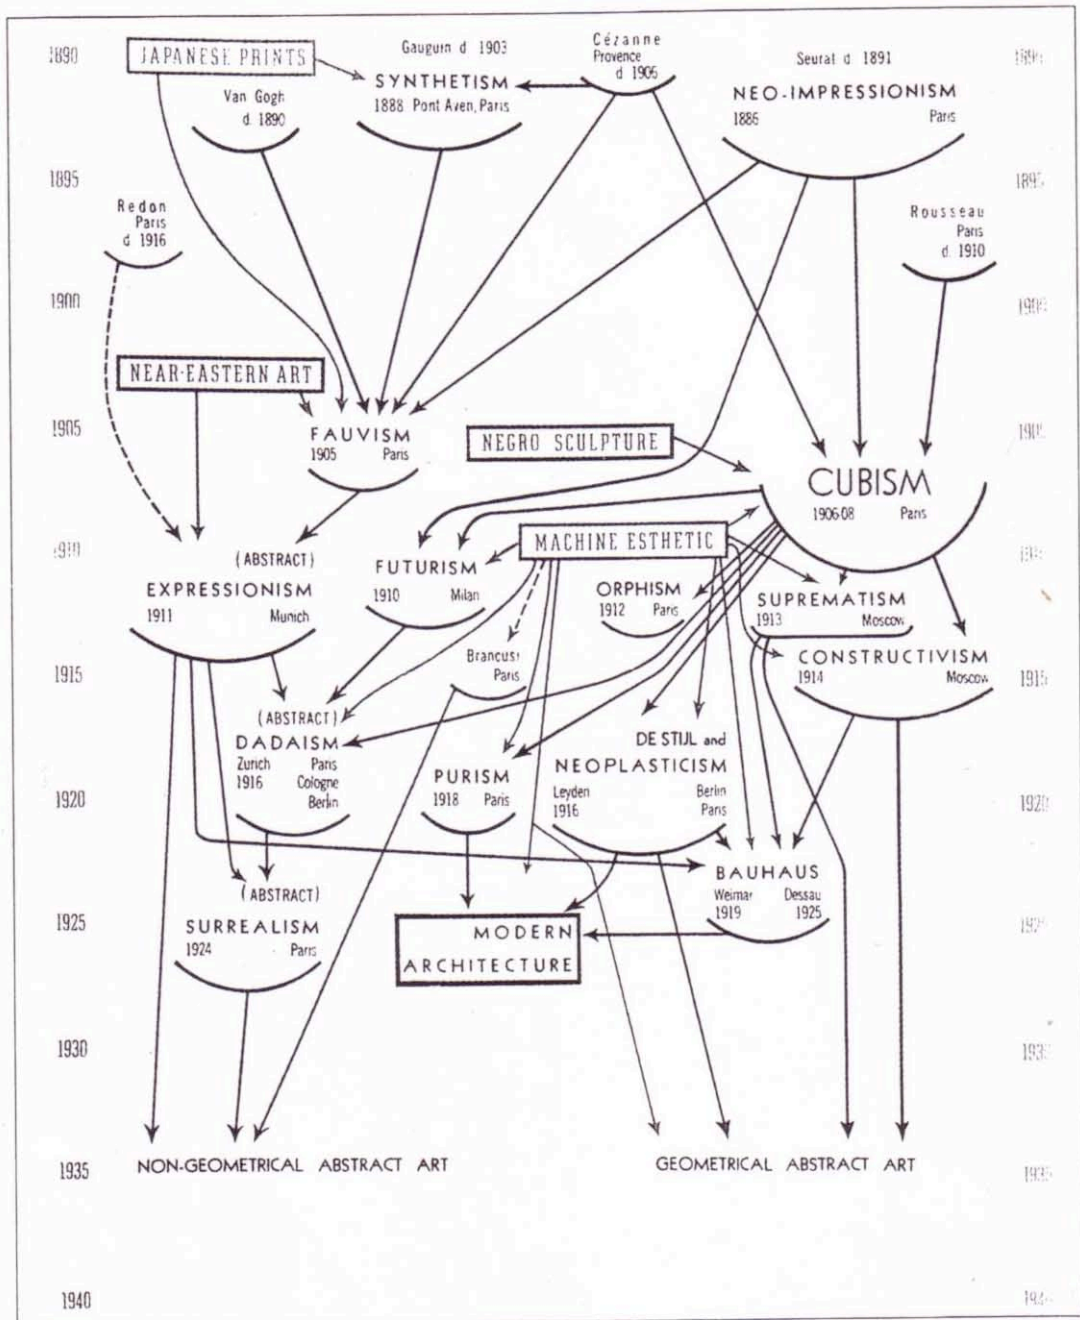 1890
JAPANESE PRINTS
Gauguin d. 1903
Cézanne
Provence
d. 1906
Seurat d. 1891
SYNTHETISM
1888 Pont Aven, Paris
NEO-IMPRESSIONISM
1886 Paris
Van Gogh
d. 1890
1895
1895
Redon
Paris
d. 1916
Rousseau
Paris
d. 1910
1900
1900
NEAR-EASTERN ART
1905
1905
FAUVISM
1905 Paris
NEGRO SCULPTURE
CUBISM
1906-08 Paris
1910
(ABSTRACT)
EXPRESSIONISM
1911 Munich
FUTURISM
1910 Milan
MACHINE ESTHETIC
ORPHISM
1912 Paris
SUPREMATISM
1913 Moscow
Brancusi
Paris
CONSTRUCTIVISM
1914 Moscow
1915
1915
(ABSTRACT)
DADAISM
Zurich Paris
1916 Cologne
Berlin
PURISM
1918 Paris
DE STIJL and
NEOPLASTICISM
Leyden Berlin
1916 Paris
1920
1920
BAUHAUS
Weimar Dessau
1919 1925
(ABSTRACT)
SURREALISM
1924 Paris
1925
MODERN
ARCHITECTURE
1930
1935
NON-GEOMETRICAL ABSTRACT ART
GEOMETRICAL ABSTRACT ART
1935
1940